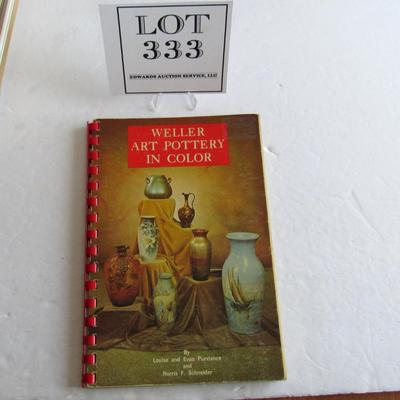 LOT
333
EDWARDS AUCTION SERVICE, LLC
WELLER
ART POTTERY
IN COLOR
By
Louise and Evan Purviance
and
Norris F. Schneider